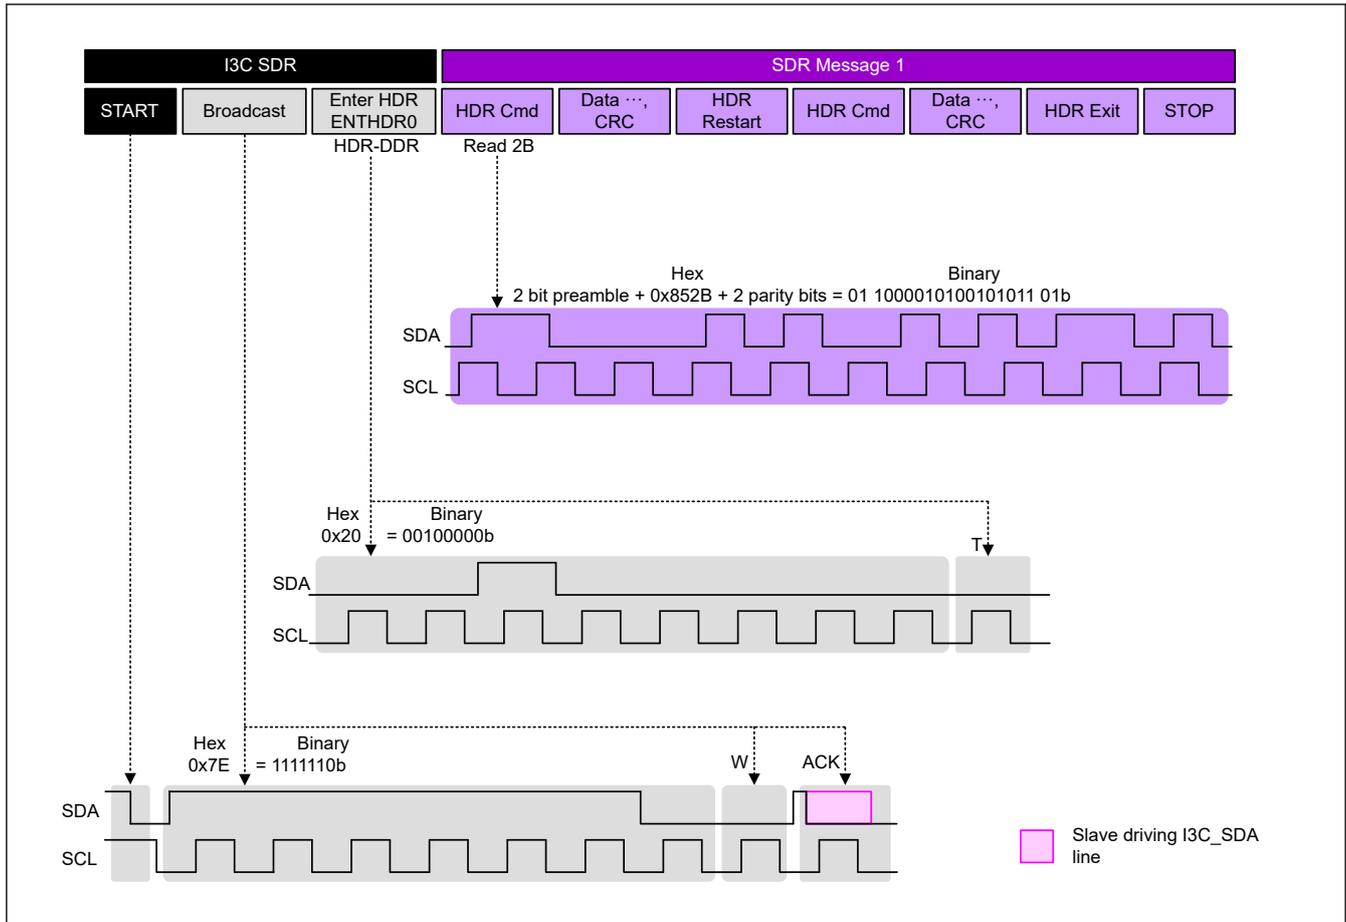 I3C SDR
SDR Message 1
START
Broadcast
Enter HDR
ENTHDR0
HDR Cmd
Data ···,
CRC
HDR
Restart
HDR Cmd
Data ···,
CRC
HDR Exit
STOP
HDR-DDR
Read 2B
Hex
Binary
2 bit preamble + 0x852B + 2 parity bits = 01 1000010100101011 01b
SDA
SCL
Hex
Binary
0x20
= 00100000b
T
SDA
SCL
Hex
Binary
0x7E
= 1111110b
W
ACK
SDA
SCL
Slave driving I3C_SDA
line